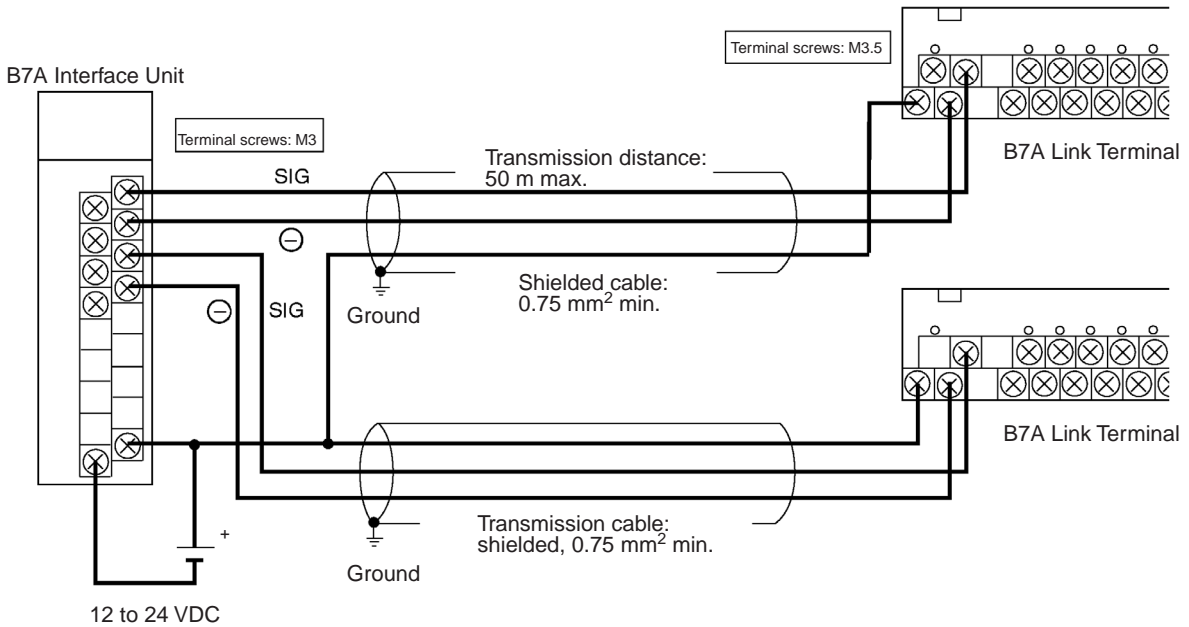 Terminal screws: M3.5
B7A Interface Unit
Terminal screws: M3
B7A Link Terminal
SIG
Transmission distance:
50 m max.
⊖
Shielded cable:
0.75 mm² min.
⊖
SIG
Ground
B7A Link Terminal
Transmission cable:
shielded, 0.75 mm² min.
+
Ground
12 to 24 VDC